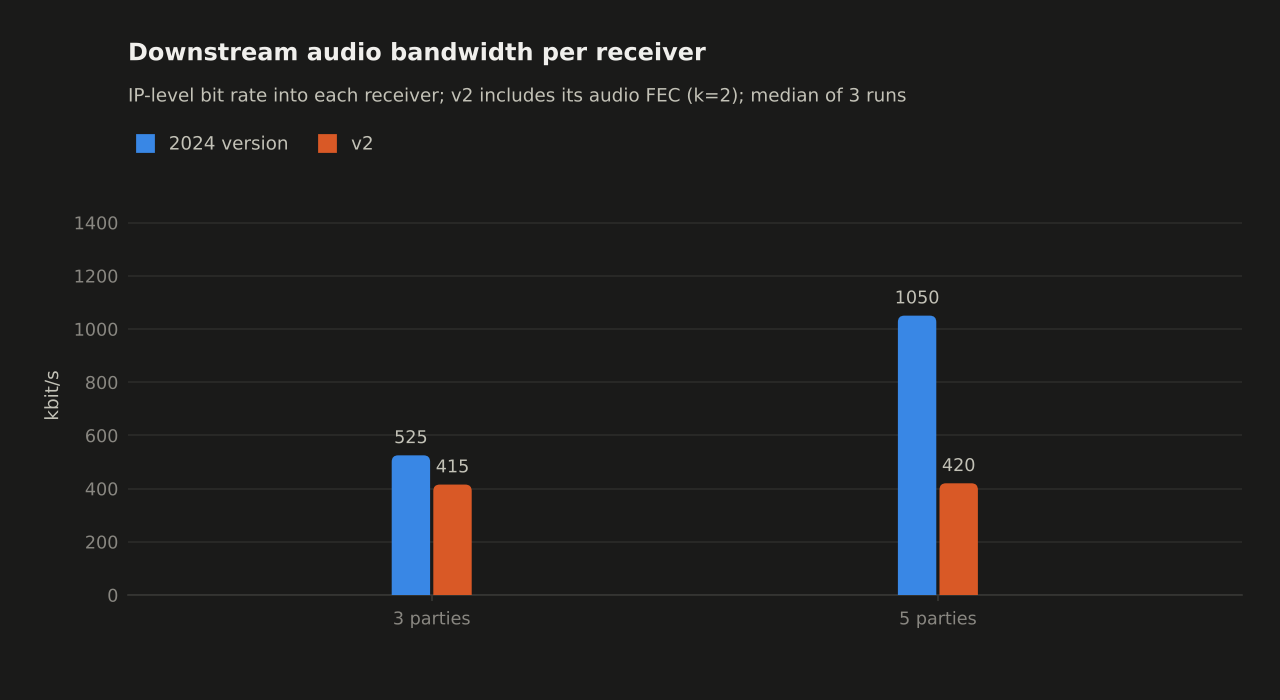 Downstream audio bandwidth per receiver
IP-level bit rate into each receiver; v2 includes its audio FEC (k=2); median of 3 runs
2024 version v2
1400
1200
1050
1000
kbit/s
800
600
525
415
420
400
200
0
3 parties 5 parties